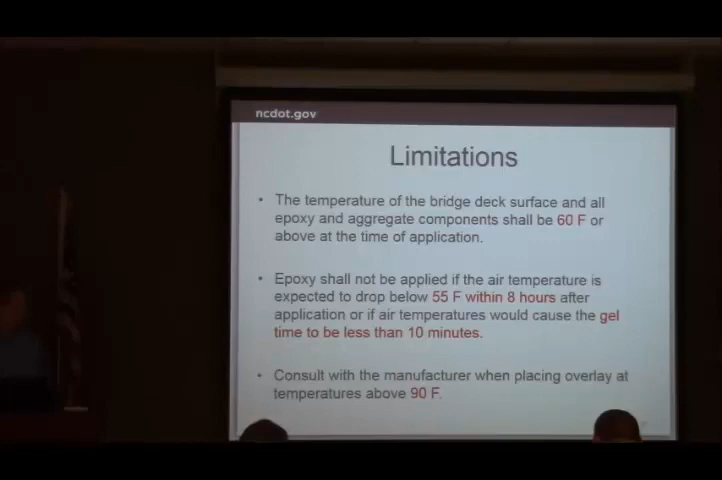 ncdot.gov
Limitations
• The temperature of the bridge deck surface and all
epoxy and aggregate components shall be 60 F or
above at the time of application.
• Epoxy shall not be applied if the air temperature is
expected to drop below 55 F within 8 hours after
application or if air temperatures would cause the gel
time to be less than 10 minutes.
• Consult with the manufacturer when placing overlay at
temperatures above 90 F.